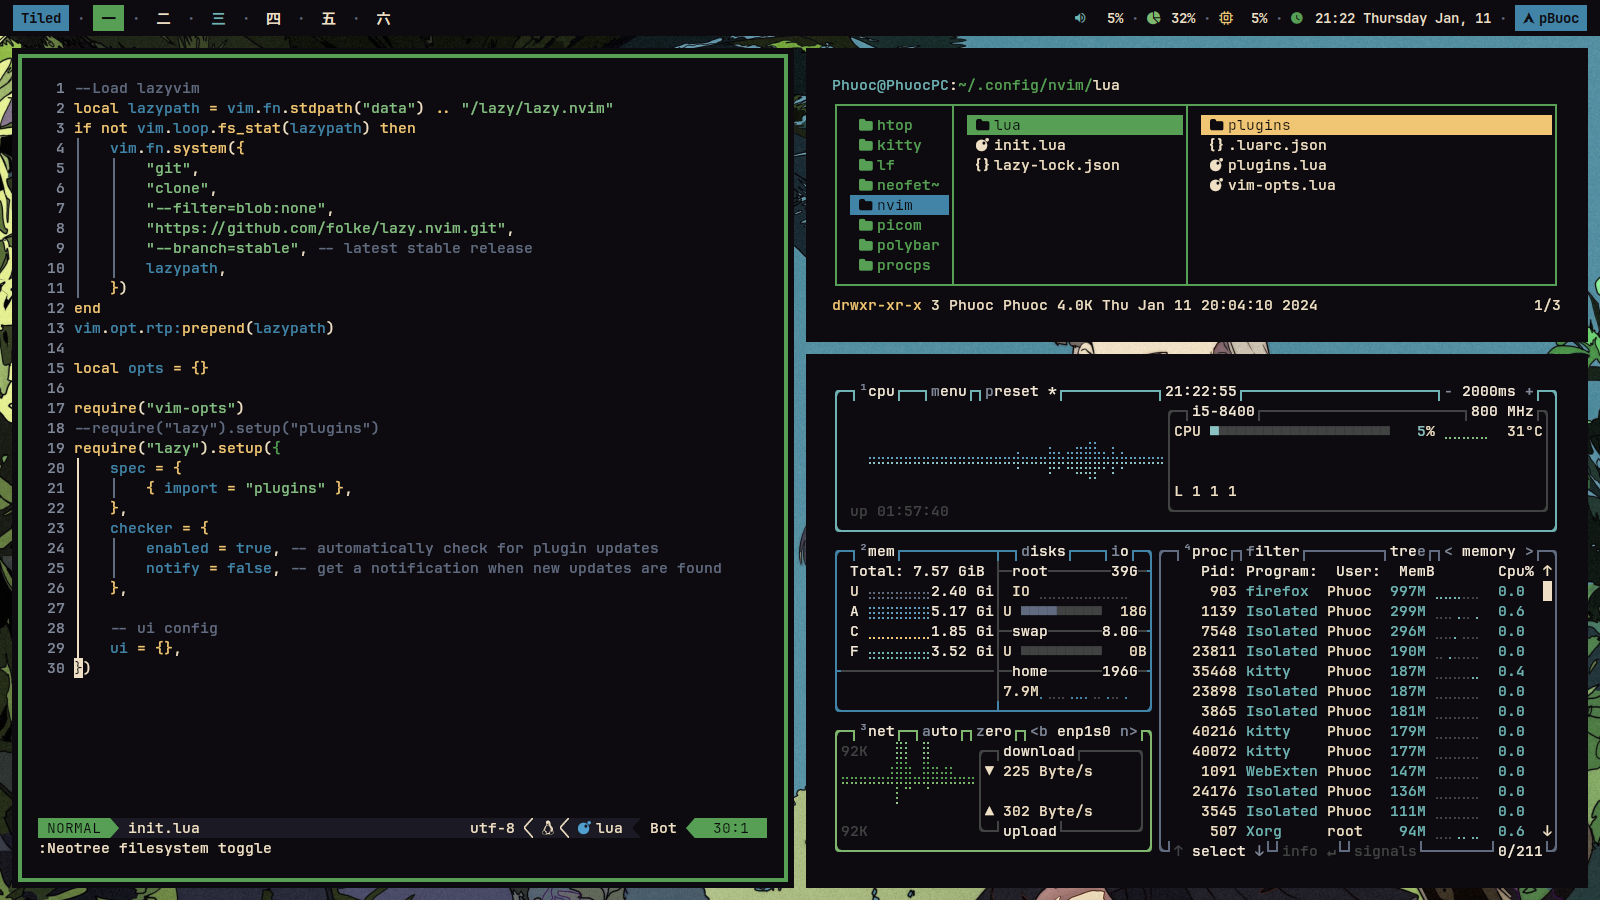 Tiled · 一 · 二 · 三 · 四 · 五 · 六
5% · 32% · 5% · 21:22 Thursday Jan, 11 · pBuoc
1 --Load lazyvim
2 local lazypath = vim.fn.stdpath("data") .. "/lazy/lazy.nvim"
3 if not vim.loop.fs_stat(lazypath) then
4 vim.fn.system({
5 "git",
6 "clone",
7 "--filter=blob:none",
8 "https://github.com/folke/lazy.nvim.git",
9 "--branch=stable", -- latest stable release
10 lazypath,
11 })
12 end
13 vim.opt.rtp:prepend(lazypath)
14
15 local opts = {}
16
17 require("vim-opts")
18 --require("lazy").setup("plugins")
19 require("lazy").setup({
20 spec = {
21 { import = "plugins" },
22 },
23 checker = {
24 enabled = true, -- automatically check for plugin updates
25 notify = false, -- get a notification when new updates are found
26 },
27
28 -- ui config
29 ui = {},
30 })
NORMAL init.lua utf-8 lua Bot 30:1
:Neotree filesystem toggle
Phuoc@PhuocPC:~/.config/nvim/lua
htop lua plugins
kitty init.lua {} .luarc.json
lf {} lazy-lock.json plugins.lua
neofet~ vim-opts.lua
nvim
picom
polybar
procps
drwxr-xr-x 3 Phuoc Phuoc 4.0K Thu Jan 11 20:04:10 2024 1/3
¹cpu menu preset * 21:22:55 - 2000ms +
i5-8400 800 MHz
CPU 5% 31°C
L 1 1 1
up 01:57:40
²mem disks io
Total: 7.57 GiB root 39G
U 2.40 Gi IO
A 5.17 Gi U 18G
C 1.85 Gi swap 8.0G
F 3.52 Gi U 0B
home 196G
7.9M
³net auto zero <b enp1s0 n>
92K download
▼ 225 Byte/s
▲ 302 Byte/s
92K upload
⁴proc filter tree < memory >
Pid: Program: User: MemB Cpu% ↑
903 firefox Phuoc 997M 0.0
1139 Isolated Phuoc 299M 0.6
7548 Isolated Phuoc 296M 0.0
23811 Isolated Phuoc 190M 0.0
35468 kitty Phuoc 187M 0.4
23898 Isolated Phuoc 187M 0.0
3865 Isolated Phuoc 181M 0.0
40216 kitty Phuoc 179M 0.0
40072 kitty Phuoc 177M 0.0
1091 WebExten Phuoc 147M 0.0
24176 Isolated Phuoc 136M 0.0
3545 Isolated Phuoc 111M 0.0
507 Xorg root 94M 0.6 ↓
↑ select ↓ info ↵ signals 0/211